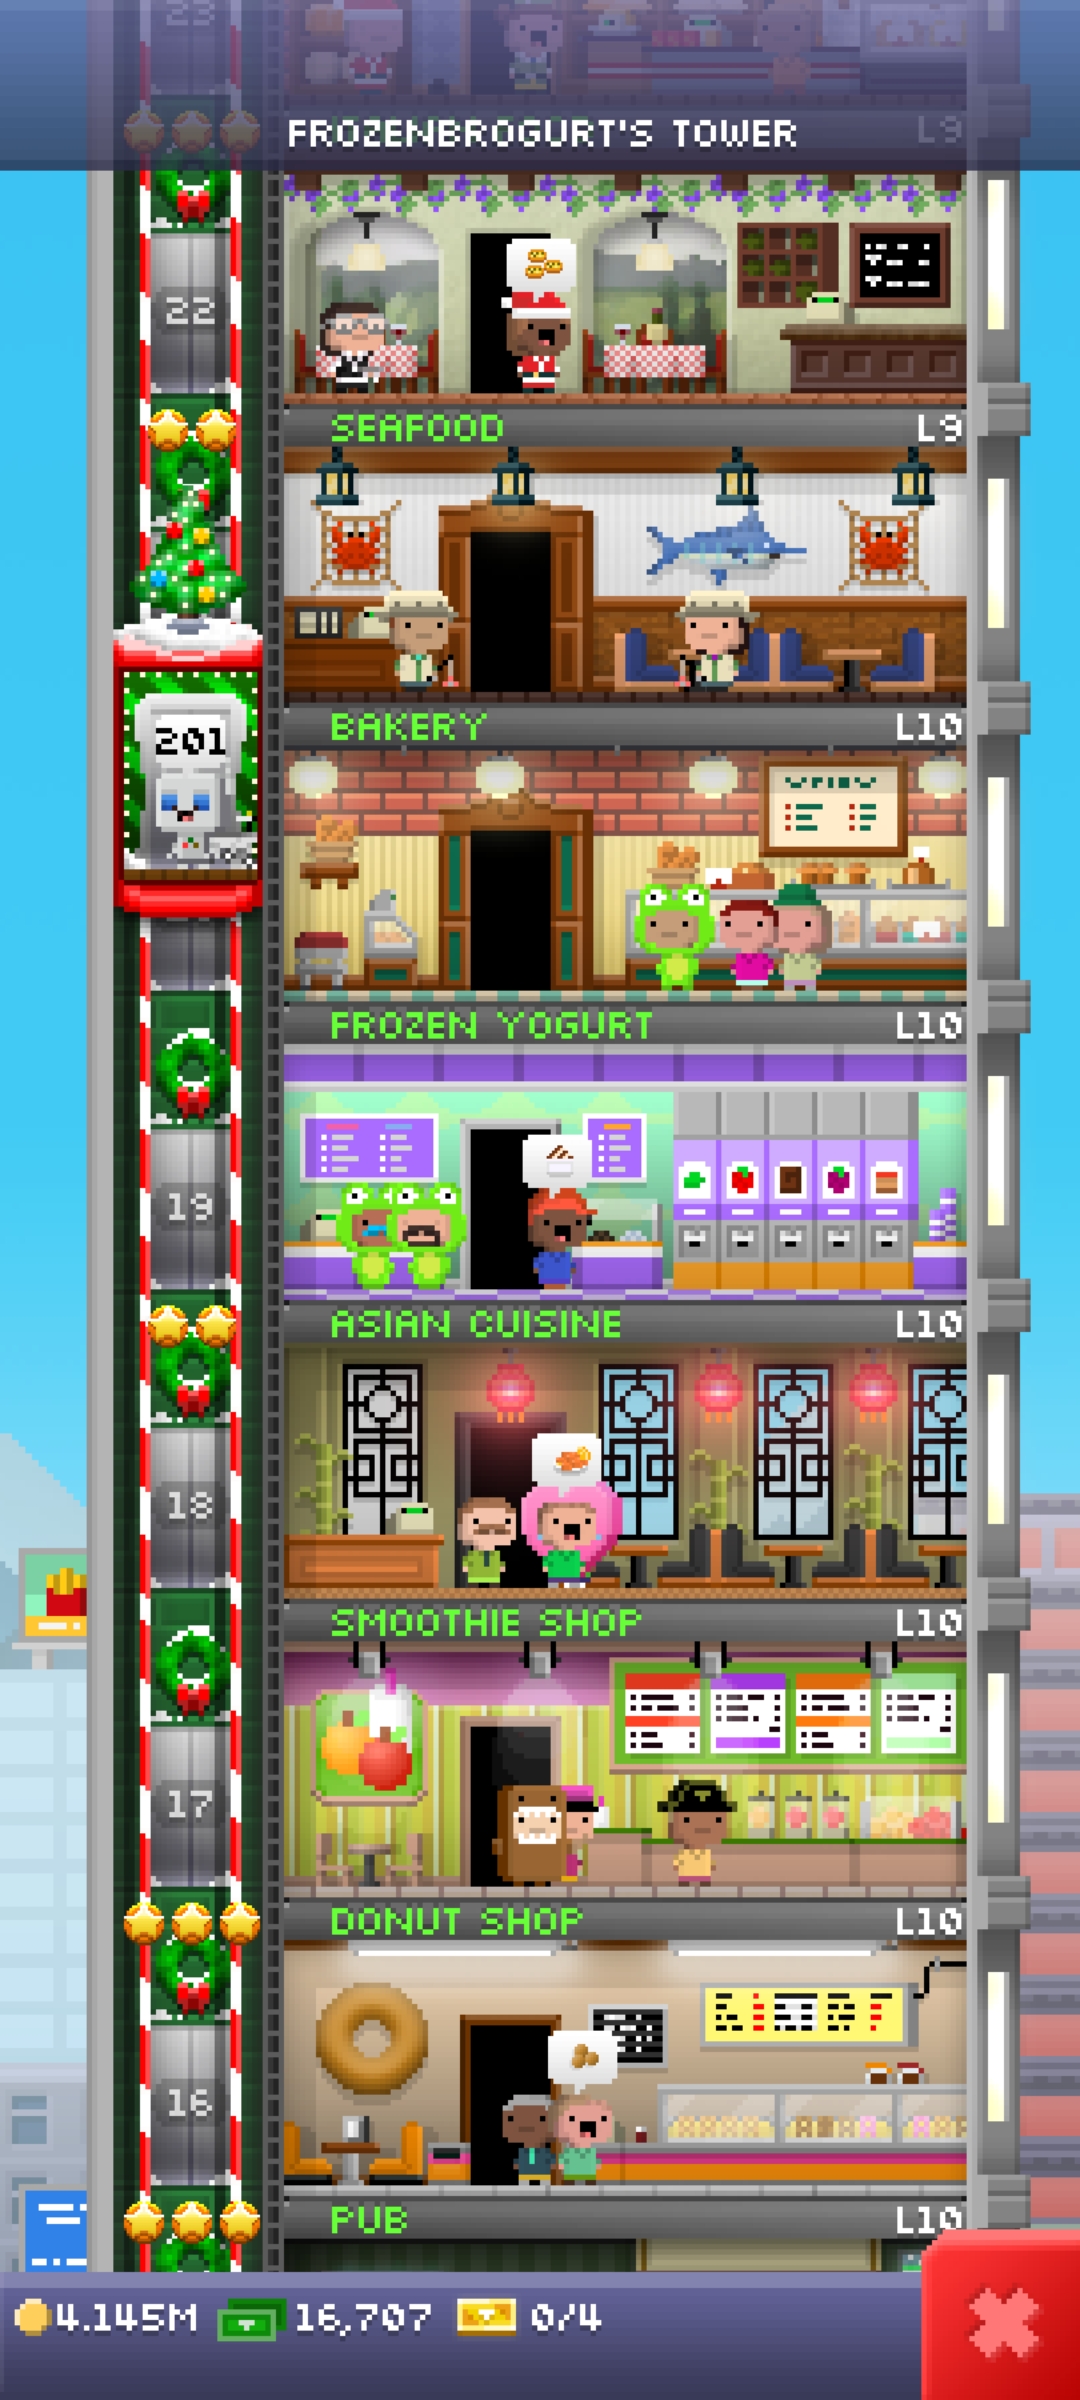 23
FROZENBROGURT'S TOWER
L9
22
SEAFOOD
L9
201
BAKERY
L10
FROZEN YOGURT
L10
19
ASIAN CUISINE
L10
18
SMOOTHIE SHOP
L10
17
DONUT SHOP
L10
16
PUB
L10
4.145M
16,707
0/4